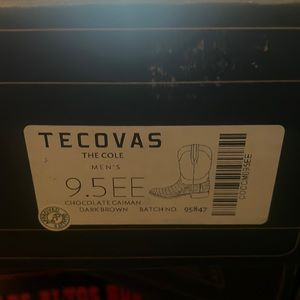 TECOVAS
THE COLE
MEN'S
9.5EE
CHOCOLATE CAIMAN
DARK BROWN BATCH NO. 95847